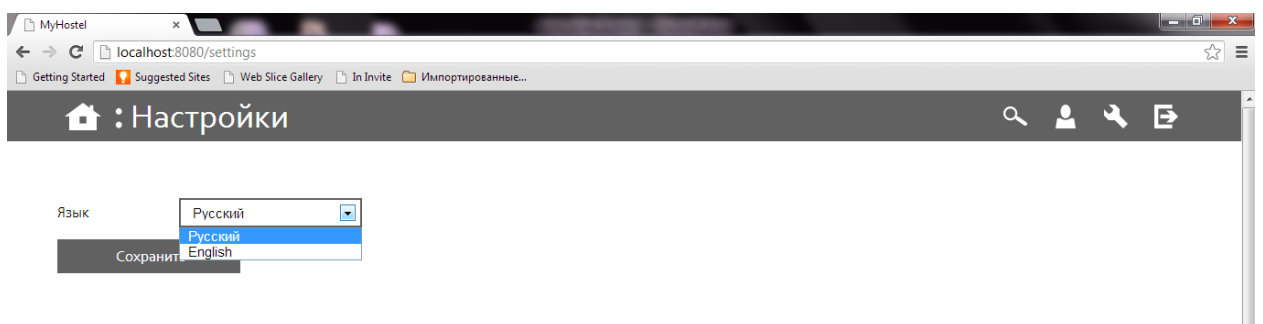 MyHostel
localhost:8080/settings
Getting Started Suggested Sites Web Slice Gallery In Invite Импортированные...
: Настройки
Язык Русский
Русский
English
Сохранить